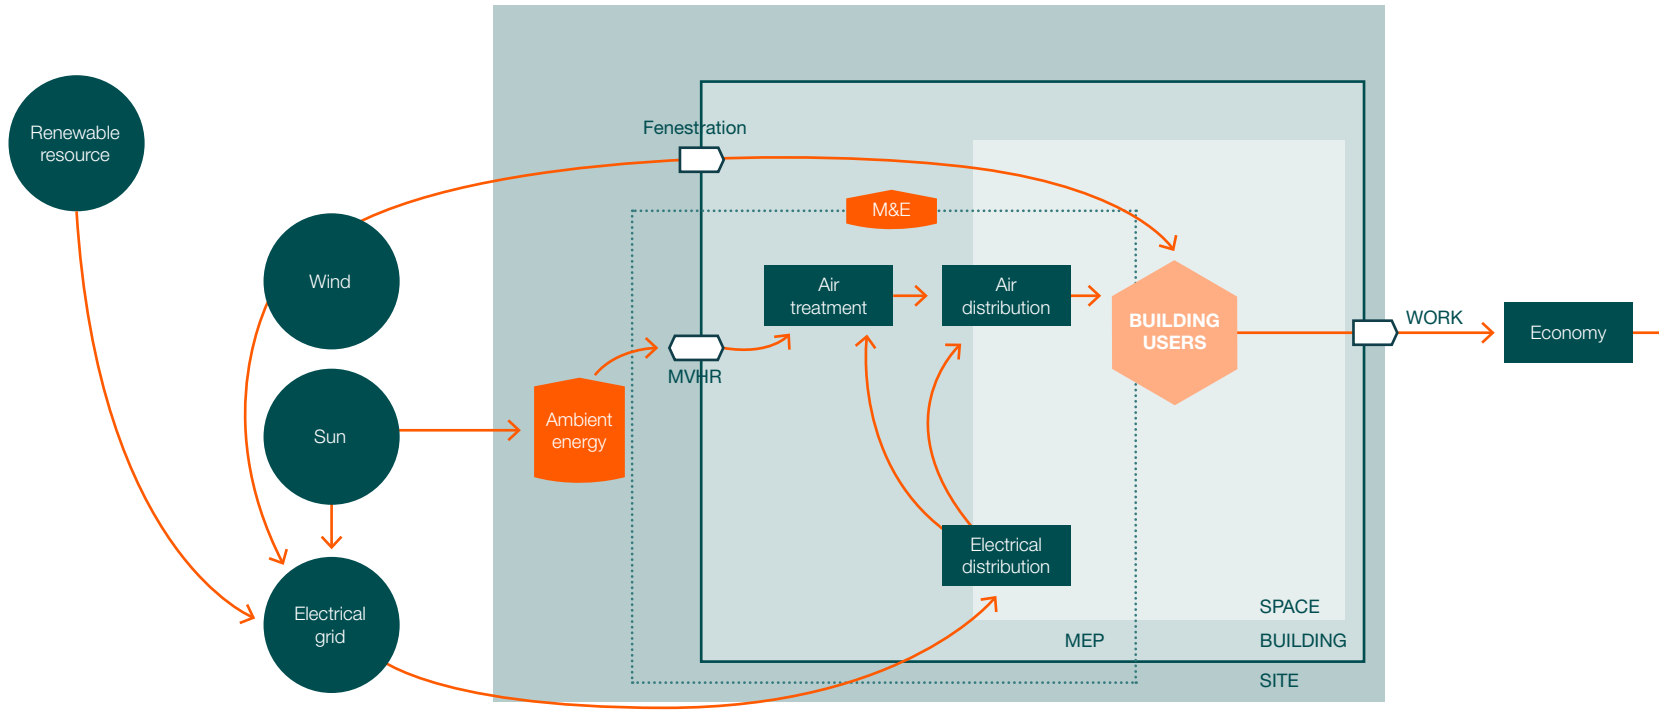 Renewable
resource
Fenestration
M&E
Wind
Air
treatment
Air
distribution
BUILDING
USERS
WORK
Economy
MVHR
Ambient
energy
Sun
Electrical
distribution
Electrical
grid
SPACE
MEP
BUILDING
SITE